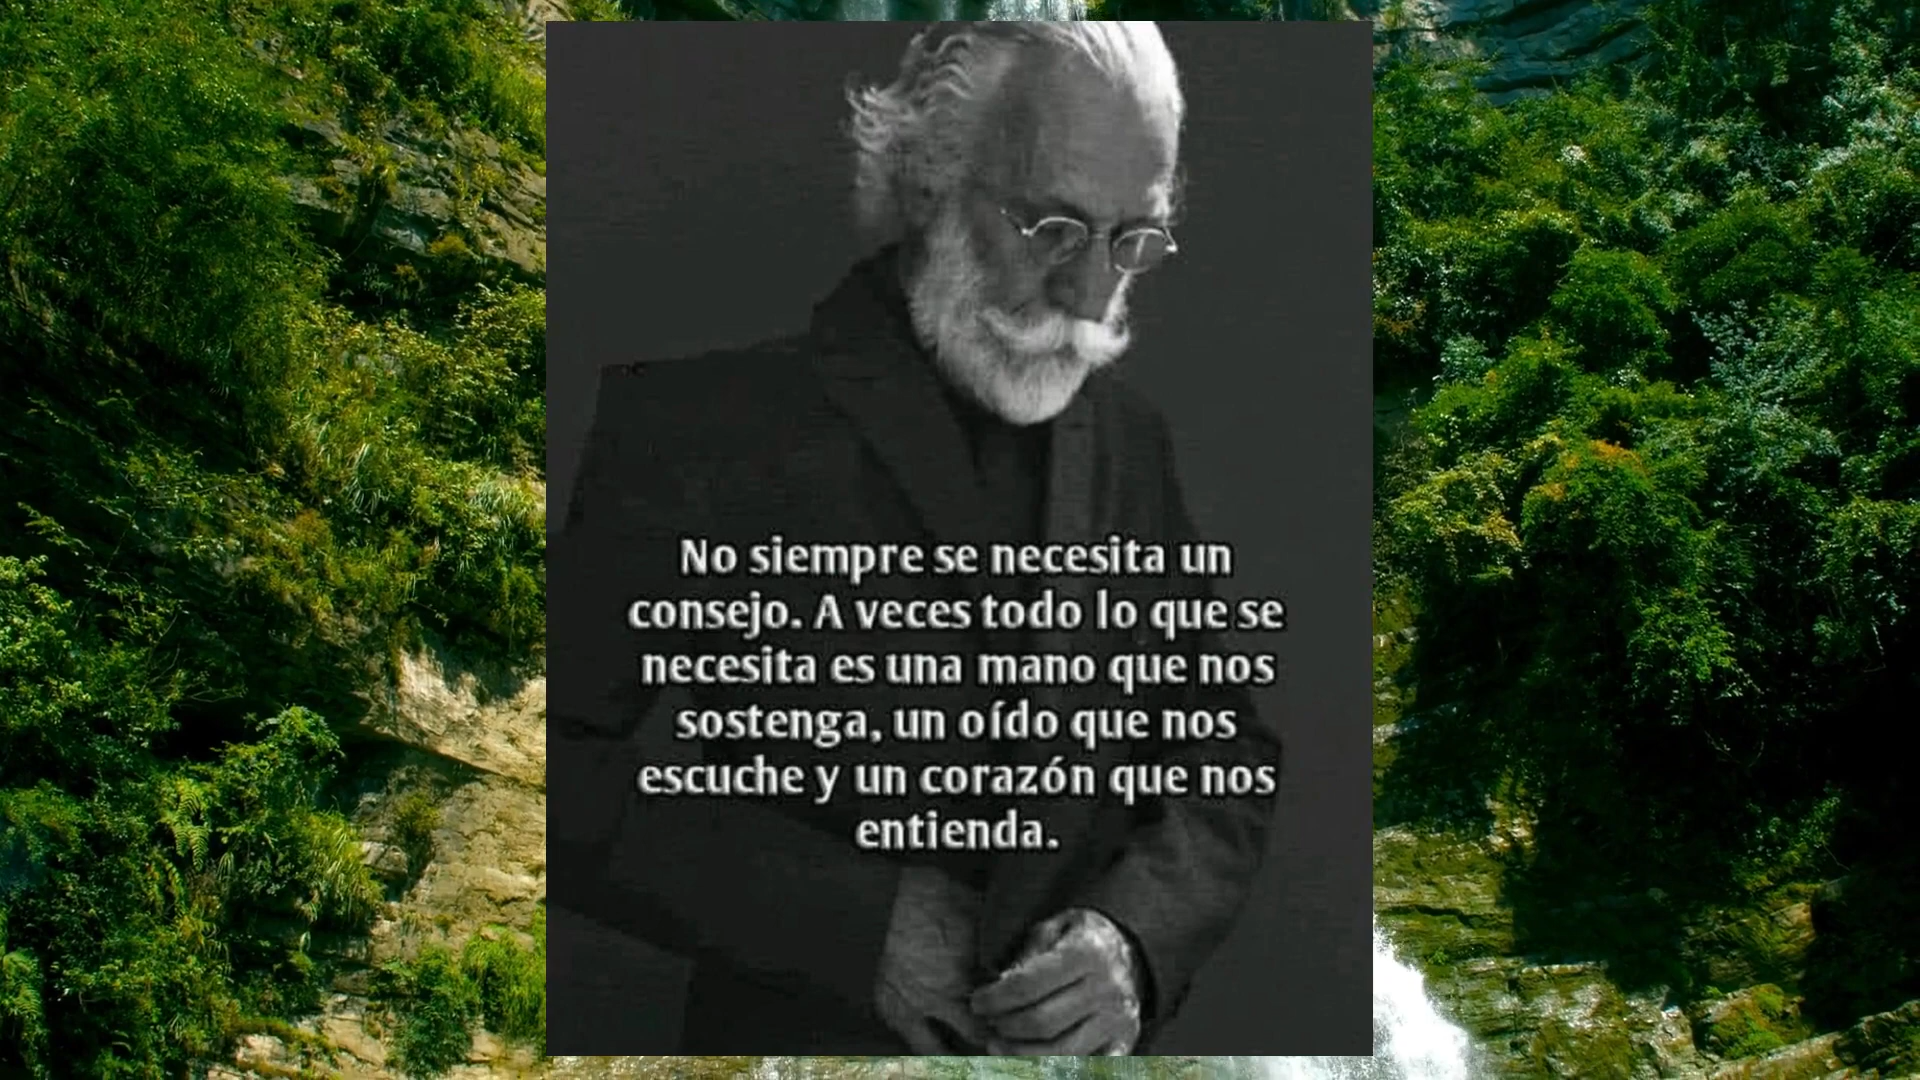 No siempre se necesita un
consejo. A veces todo lo que se
necesita es una mano que nos
sostenga, un oído que nos
escuche y un corazón que nos
entienda.